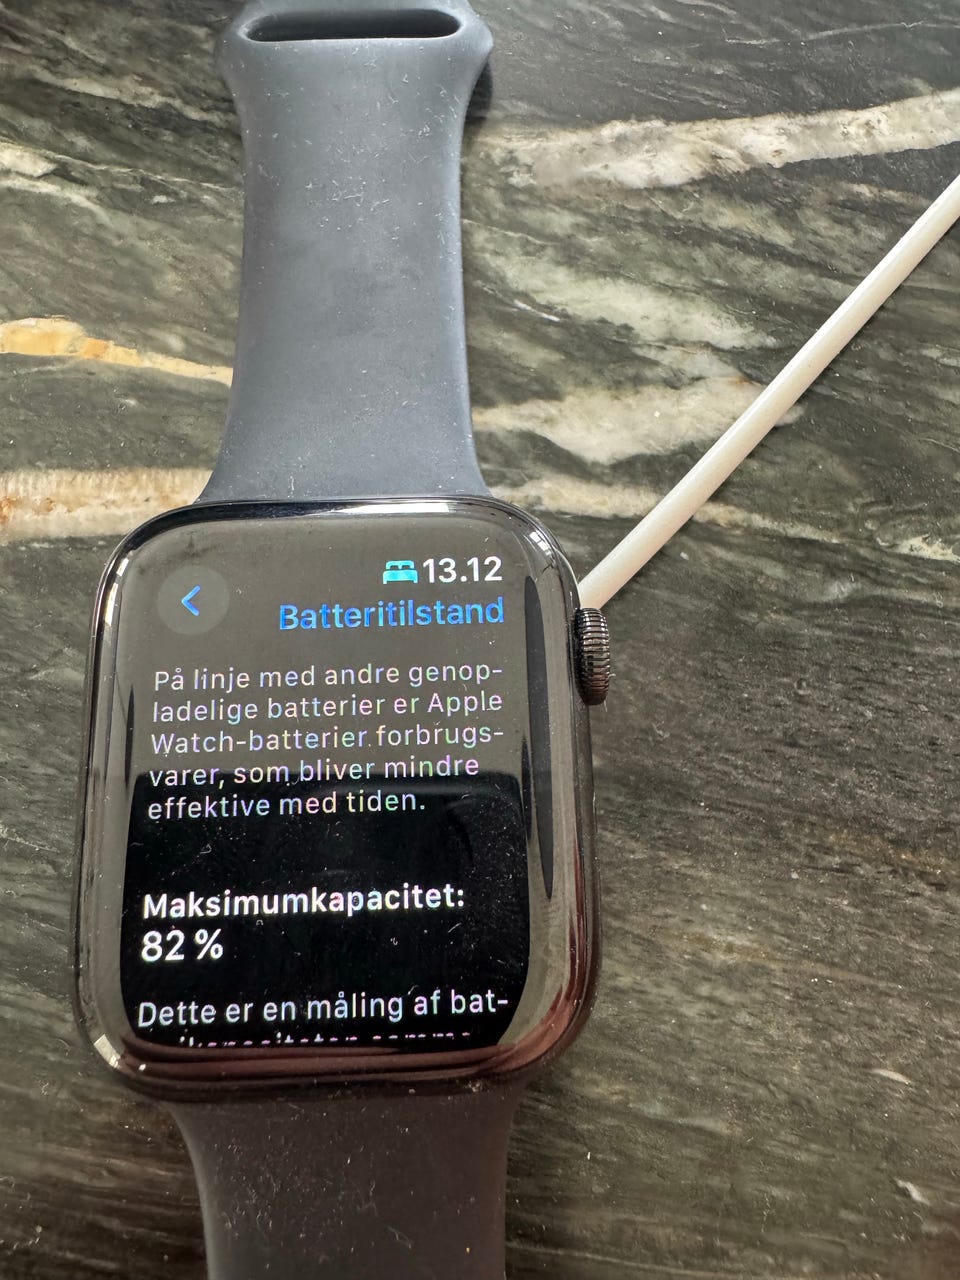 13.12
Batteritilstand
På linje med andre genop-
ladelige batterier er Apple
Watch-batterier forbrugs-
varer, som bliver mindre
effektive med tiden.
Maksimumkapacitet:
82 %
Dette er en måling af bat-